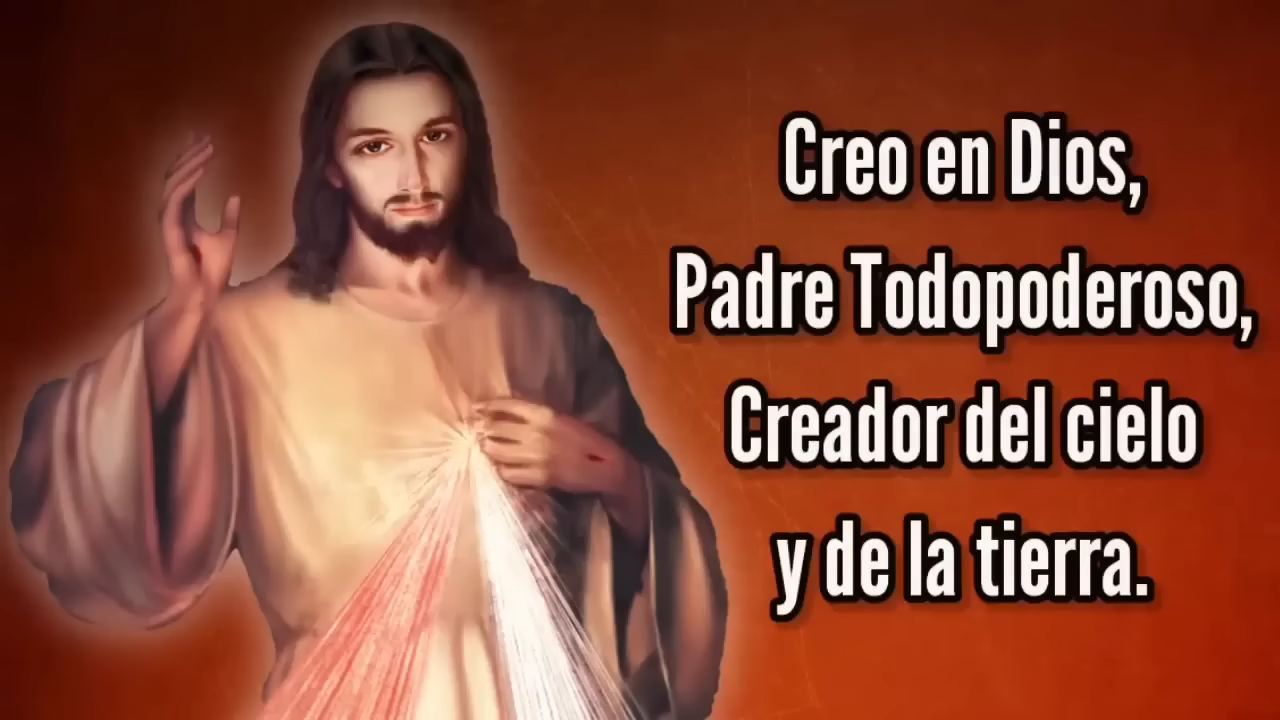 Creo en Dios,
Padre Todopoderoso,
Creador del cielo
y de la tierra.